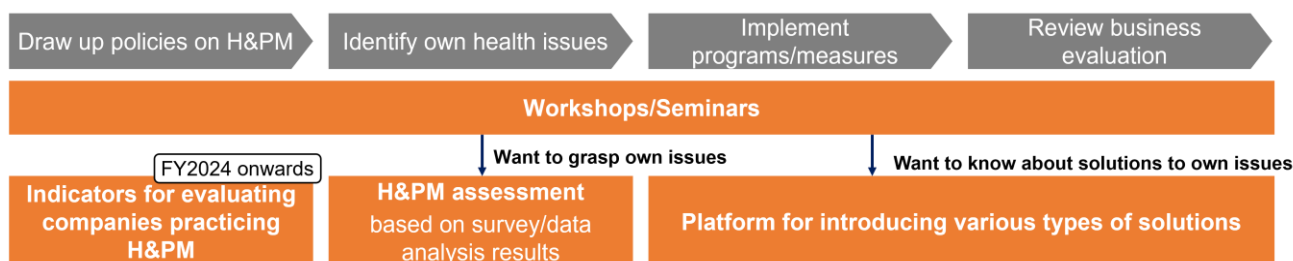 Draw up policies on H&PM
Identify own health issues
Implement
programs/measures
Review business
evaluation
Workshops/Seminars
Want to grasp own issues
Want to know about solutions to own issues
FY2024 onwards
Indicators for evaluating
companies practicing
H&PM
H&PM assessment
based on survey/data
analysis results
Platform for introducing various types of solutions